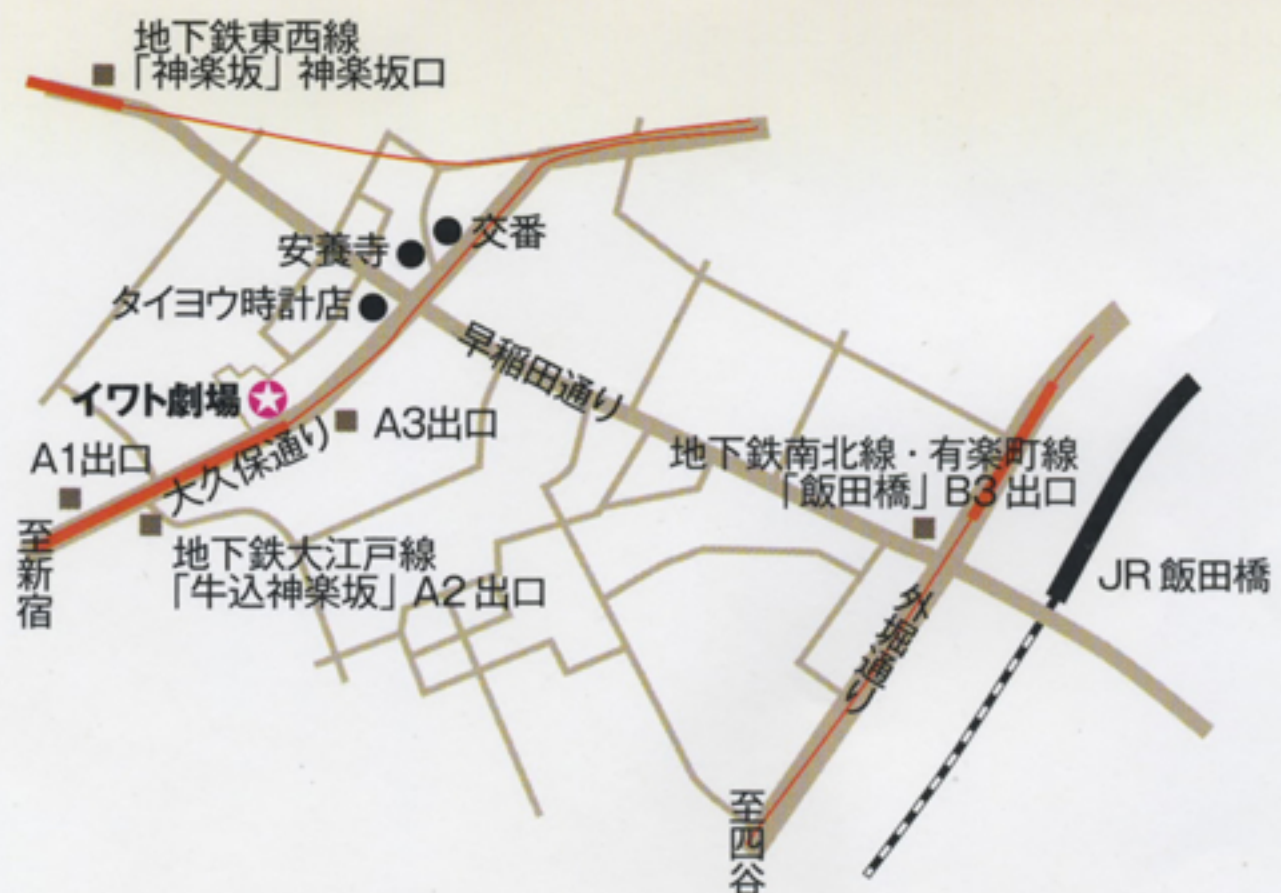 地下鉄東西線
「神楽坂」神楽坂口
交番
安養寺
タイヨウ時計店
早稲田通り
イワト劇場
A3出口
大久保通り
A1出口
地下鉄南北線・有楽町線
「飯田橋」B3出口
至新宿
地下鉄大江戸線
「牛込神楽坂」A2出口
JR飯田橋
外堀通り
至四谷